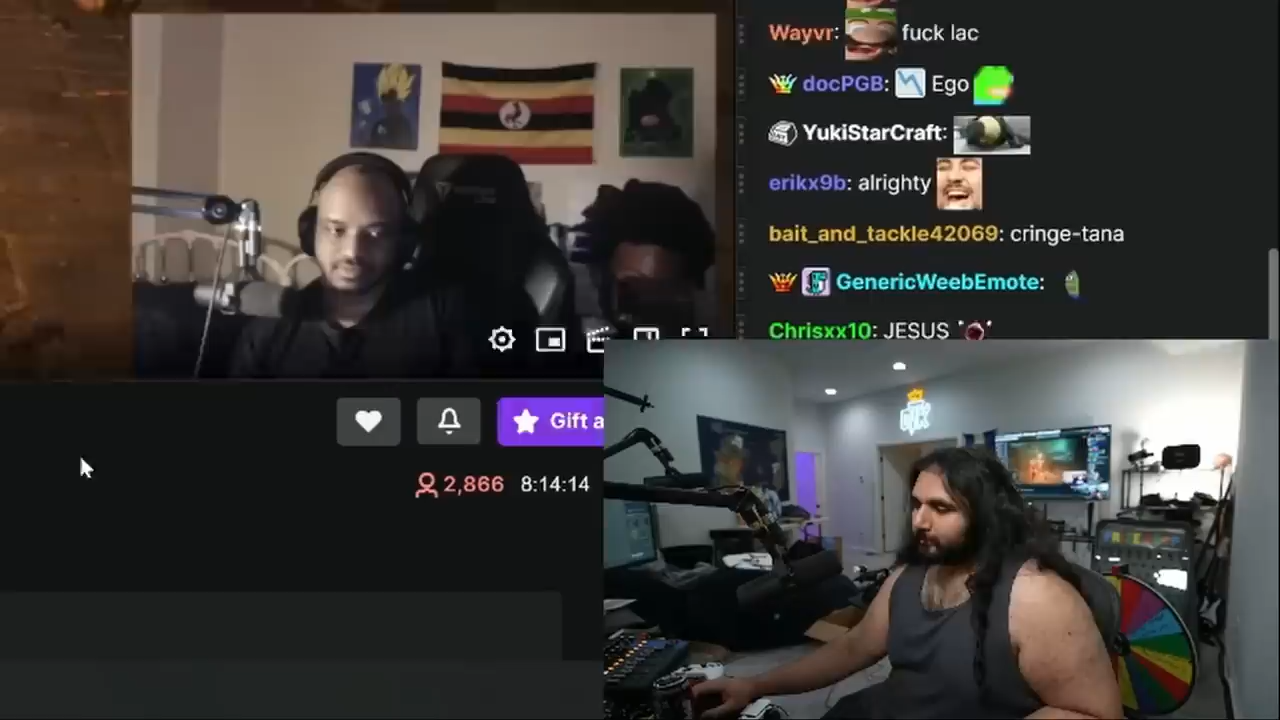 Wayvr: fuck lac
docPGB: Ego
YukiStarCraft:
erikx9b: alrighty
bait_and_tackle42069: cringe-tana
GenericWeebEmote:
Chrisxx10: JESUS
Gift a
2,866 8:14:14